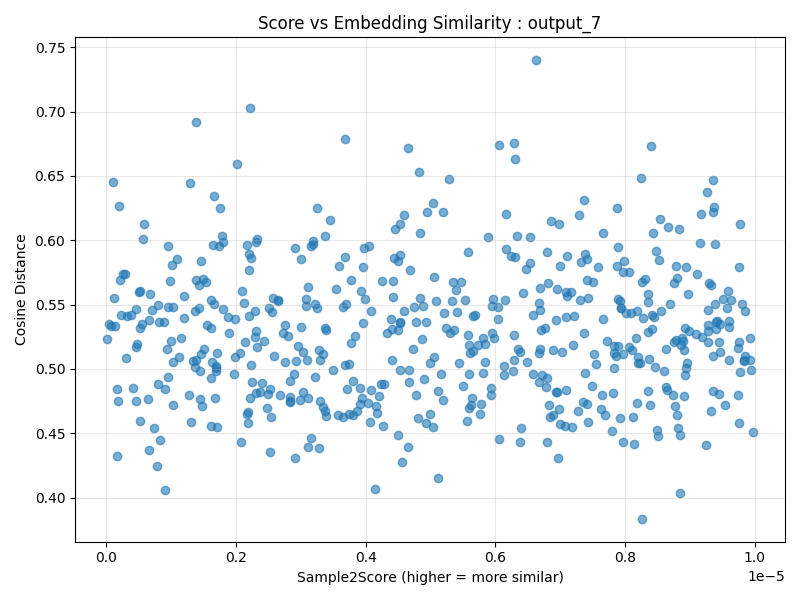 Score vs Embedding Similarity : output_7
Cosine Distance
0.75
0.70
0.65
0.60
0.55
0.50
0.45
0.40
0.0 0.2 0.4 0.6 0.8 1.0
1e−5
Sample2Score (higher = more similar)